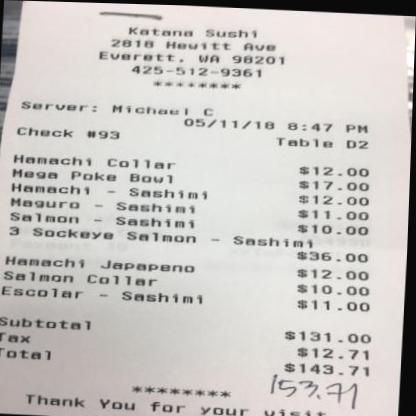 Katana Sushi
2818 Hewitt Ave
Everett, WA 98201
425-512-9361
********
Server: Michael C
05/11/18 8:47 PM
Check #93 Table D2
Hamachi Collar $12.00
Mega Poke Bowl $17.00
Hamachi - Sashimi $12.00
Maguro - Sashimi $11.00
Salmon - Sashimi $10.00
3 Sockeye Salmon - Sashimi $36.00
Hamachi Japapeno $12.00
Salmon Collar $10.00
Escolar - Sashimi $11.00
Subtotal $131.00
Tax $12.71
Total $143.71
********
153.71
Thank You for your visit